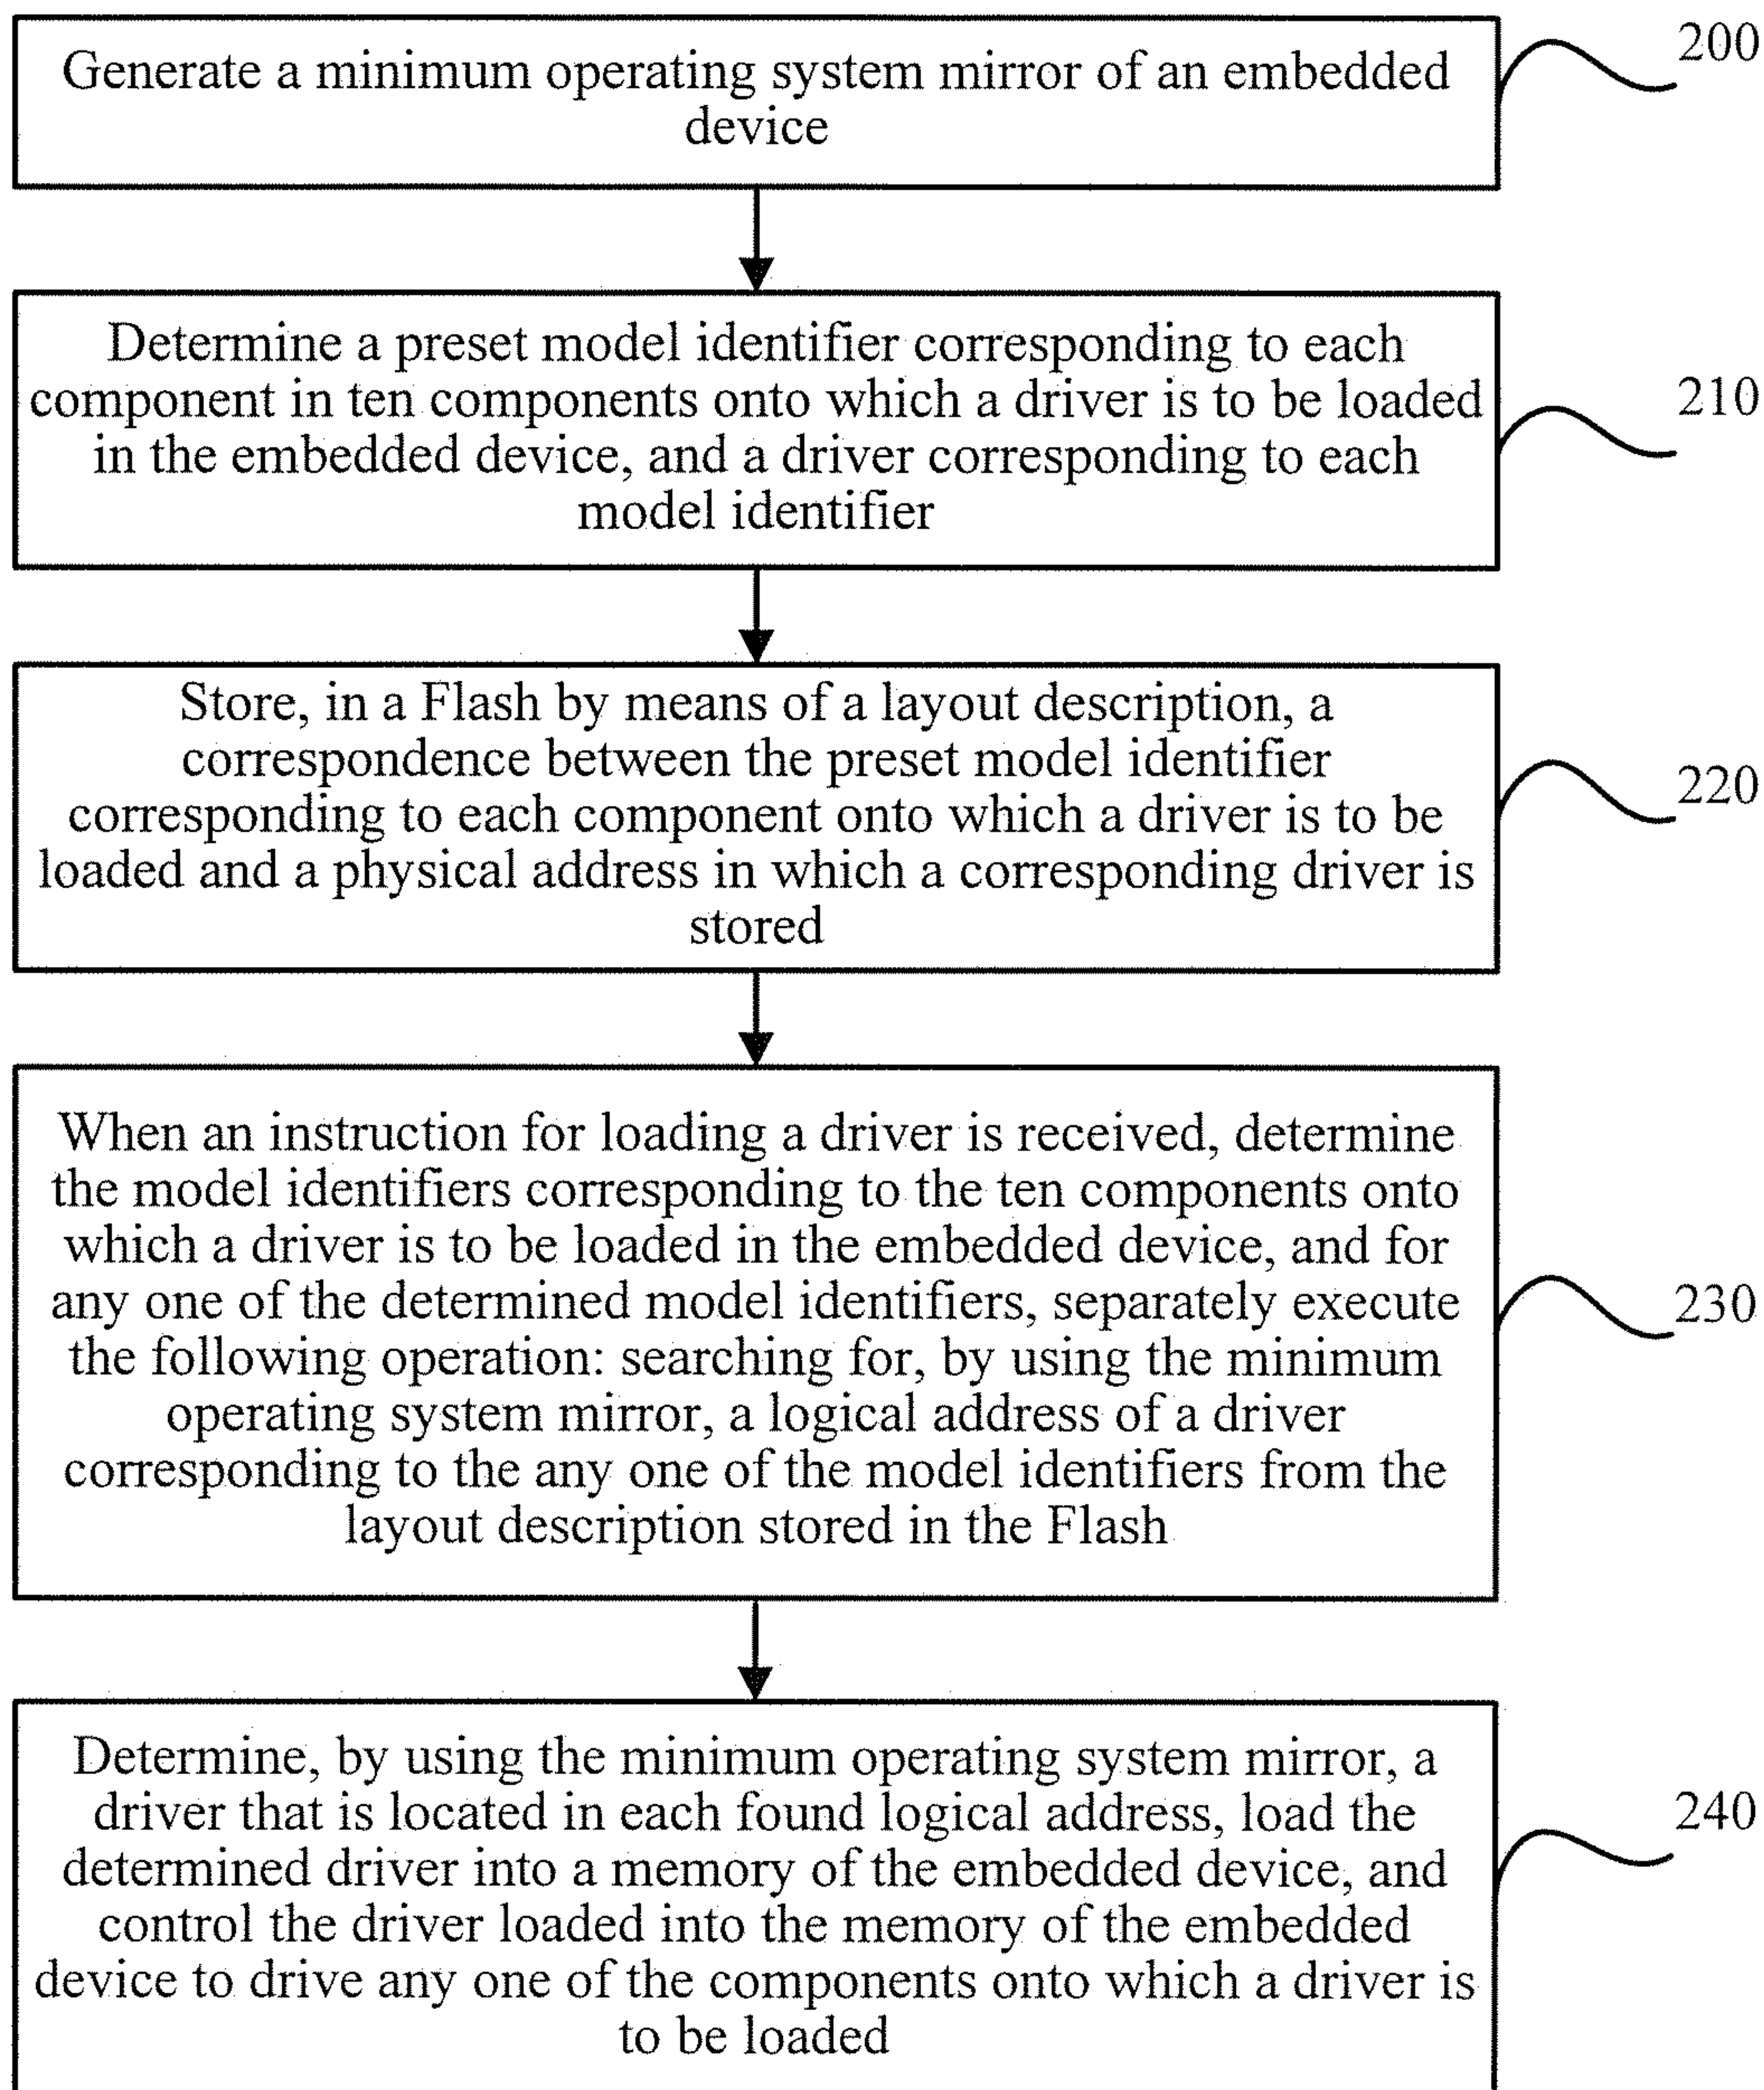 Generate a minimum operating system mirror of an embedded
device
200
Determine a preset model identifier corresponding to each
component in ten components onto which a driver is to be loaded
in the embedded device, and a driver corresponding to each
model identifier
210
Store, in a Flash by means of a layout description, a
correspondence between the preset model identifier
corresponding to each component onto which a driver is to be
loaded and a physical address in which a corresponding driver is
stored
220
When an instruction for loading a driver is received, determine
the model identifiers corresponding to the ten components onto
which a driver is to be loaded in the embedded device, and for
any one of the determined model identifiers, separately execute
the following operation: searching for, by using the minimum
operating system mirror, a logical address of a driver
corresponding to the any one of the model identifiers from the
layout description stored in the Flash
230
Determine, by using the minimum operating system mirror, a
driver that is located in each found logical address, load the
determined driver into a memory of the embedded device, and
control the driver loaded into the memory of the embedded
device to drive any one of the components onto which a driver is
to be loaded
240